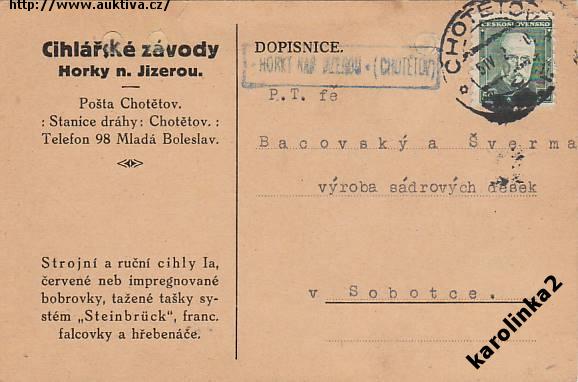 http://www.auktiva.cz/
Cihlářské závody
Horky n. Jizerou.
Pošta Chotětov.
: Stanice dráhy: Chotětov. :
Telefon 98 Mladá Boleslav.
Strojní a ruční cihly Ia,
červené neb impregnované
bobrovky, tažené tašky sy-
stém „Steinbrück", franc.
falcovky a hřebenáče.
DOPISNICE.
HORKY NAD JIZEROU - (CHOTĚTOV)
CHOTĚTOV
ČESKOSLOVENSKO
50
P.T. fě
Bacovský a Šverma
výroba sádrových desek
v Sobotce.
karolinka2